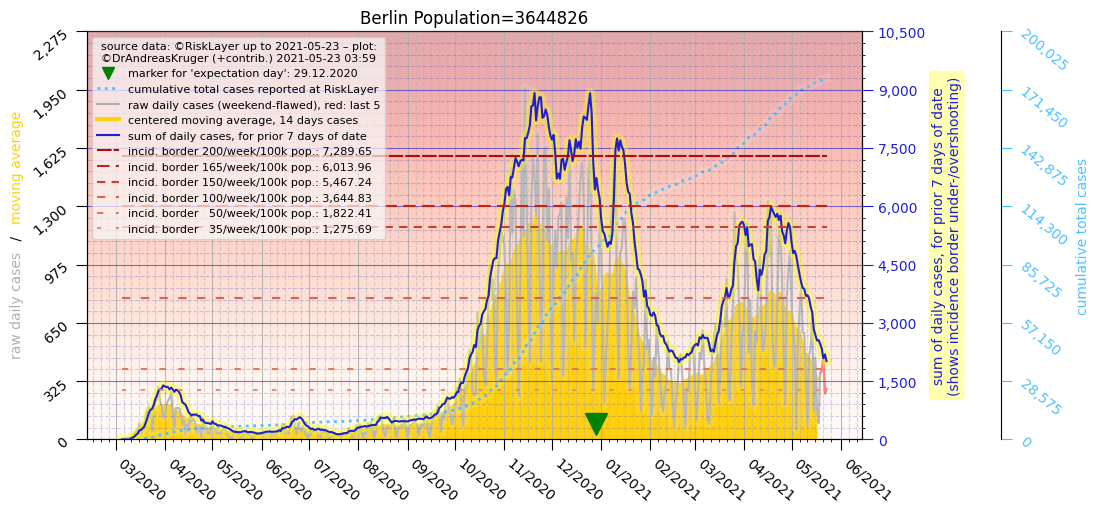 Berlin Population=3644826
source data: ©RiskLayer up to 2021-05-23 – plot:
©DrAndreasKruger (+contrib.) 2021-05-23 03:59
marker for 'expectation day': 29.12.2020
cumulative total cases reported at RiskLayer
raw daily cases (weekend-flawed), red: last 5
centered moving average, 14 days cases
sum of daily cases, for prior 7 days of date
incid. border 200/week/100k pop.: 7,289.65
incid. border 165/week/100k pop.: 6,013.96
incid. border 150/week/100k pop.: 5,467.24
incid. border 100/week/100k pop.: 3,644.83
incid. border   50/week/100k pop.: 1,822.41
incid. border   35/week/100k pop.: 1,275.69
raw daily cases / moving average
2,275
1,950
1,625
1,300
975
650
325
0
03/2020
04/2020
05/2020
06/2020
07/2020
08/2020
09/2020
10/2020
11/2020
12/2020
01/2021
02/2021
03/2021
04/2021
05/2021
06/2021
10,500
9,000
7,500
6,000
4,500
3,000
1,500
0
sum of daily cases, for prior 7 days of date
(shows incidence border under-/overshooting)
200,025
171,450
142,875
114,300
85,725
57,150
28,575
0
cumulative total cases